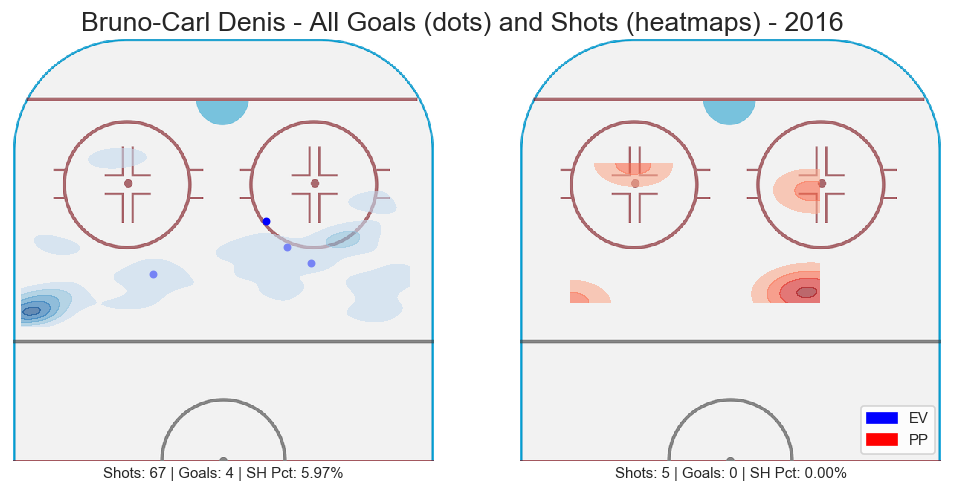 Bruno-Carl Denis - All Goals (dots) and Shots (heatmaps) - 2016
EV
PP
Shots: 67 | Goals: 4 | SH Pct: 5.97%
Shots: 5 | Goals: 0 | SH Pct: 0.00%